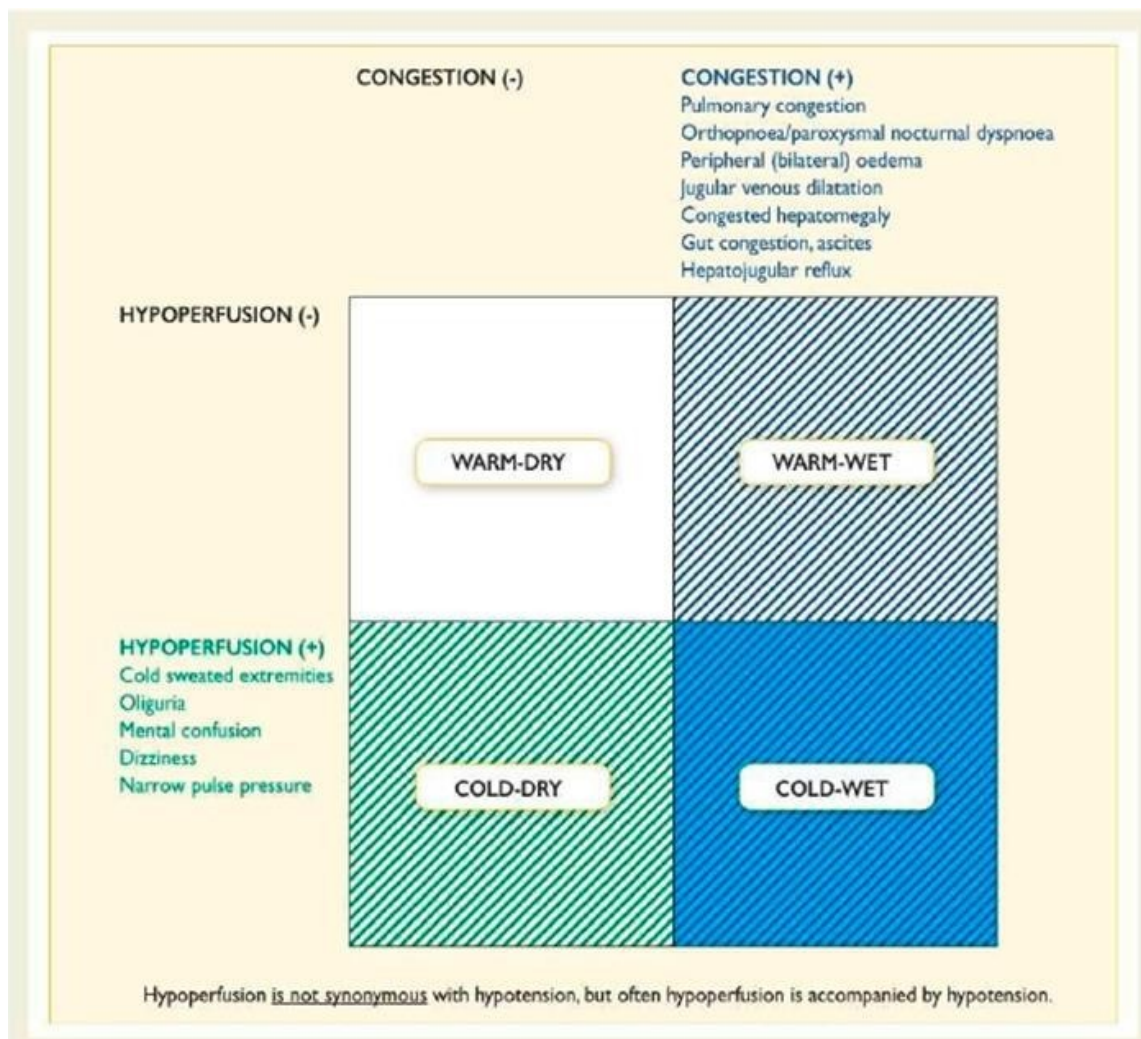 CONGESTION (-)
CONGESTION (+)
Pulmonary congestion
Orthopnoea/paroxysmal nocturnal dyspnoea
Peripheral (bilateral) oedema
Jugular venous dilatation
Congested hepatomegaly
Gut congestion, ascites
Hepatojugular reflux
HYPOPERFUSION (-)
WARM-DRY
WARM-WET
HYPOPERFUSION (+)
Cold sweated extremities
Oliguria
Mental confusion
Dizziness
Narrow pulse pressure
COLD-DRY
COLD-WET
Hypoperfusion is not synonymous with hypotension, but often hypoperfusion is accompanied by hypotension.